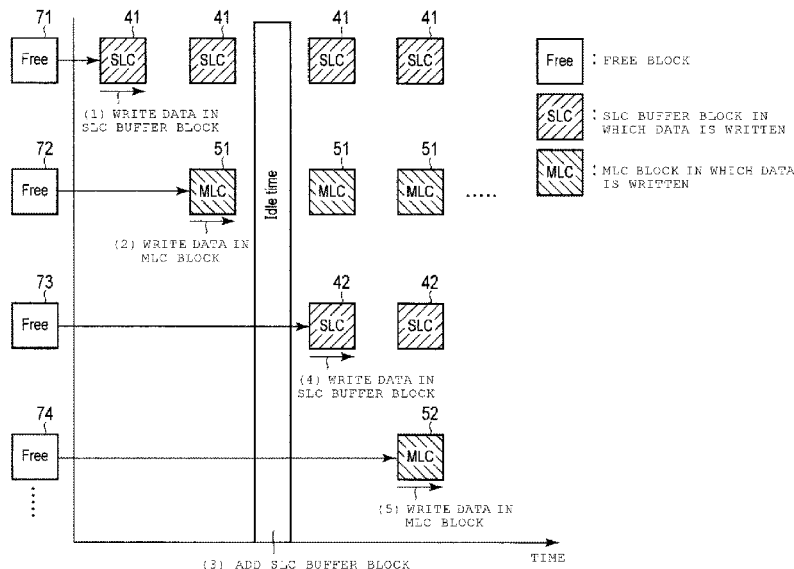 71 41 41 41 41
Free SLC SLC SLC SLC
(1) WRITE DATA IN
SLC BUFFER BLOCK
72 51 51 51
Free MLC MLC MLC .....
(2) WRITE DATA IN
MLC BLOCK
Idle time
73 42 42
Free SLC SLC
(4) WRITE DATA IN
SLC BUFFER BLOCK
74 52
Free MLC
(5) WRITE DATA IN
MLC BLOCK
(3) ADD SLC BUFFER BLOCK
TIME
Free : FREE BLOCK
SLC : SLC BUFFER BLOCK IN
WHICH DATA IS WRITTEN
MLC : MLC BLOCK IN WHICH DATA
IS WRITTEN